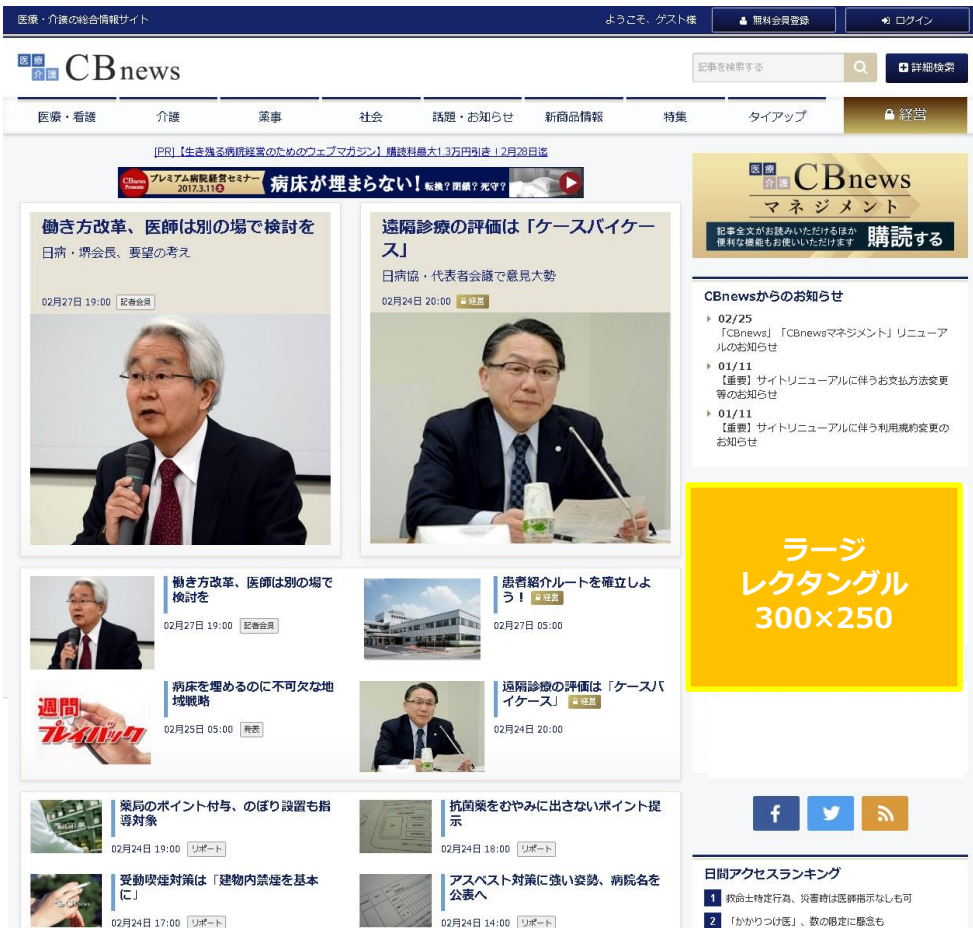 医療・介護の総合情報サイト
ようこそ、ゲスト様
無料会員登録
ログイン
医療介護 CBnews
記事を検索する
詳細検索
医療・看護
介護
薬事
社会
話題・お知らせ
新商品情報
特集
タイアップ
経営
[PR]【生き残る病院経営のためのウェブマガジン】購読料最大1.3万円引き!2月28日迄
CBnews Presents
プレミアム病院経営セミナー
2017.3.11土
病床が埋まらない! 転換?閉鎖?死守?
働き方改革、医師は別の場で検討を
日病・堺会長、要望の考え
02月27日 19:00 記者会見
遠隔診療の評価は「ケースバイケー
ス」
日病協・代表者会議で意見大勢
02月24日 20:00 経営
医療介護 CBnews
マネジメント
記事全文がお読みいただけるほか
便利な機能もお使いいただけます
購読する
CBnewsからのお知らせ
02/25
「CBnews」「CBnewsマネジメント」リニューア
ルのお知らせ
01/11
【重要】サイトリニューアルに伴うお支払方法変更
等のお知らせ
01/11
【重要】サイトリニューアルに伴う利用規約変更の
お知らせ
ラージ
レクタングル
300×250
働き方改革、医師は別の場で
検討を
02月27日 19:00 記者会見
患者紹介ルートを確立しよ
う! 経営
02月27日 05:00
週間
プレイバック
病床を埋めるのに不可欠な地
域戦略
02月25日 05:00 発表
遠隔診療の評価は「ケースバ
イケース」 経営
02月24日 20:00
薬局のポイント付与、のぼり設置も指
導対象
02月24日 19:00 リポート
抗菌薬をむやみに出さないポイント提
示
02月24日 18:00 リポート
受動喫煙対策は「建物内禁煙を基本
に」
02月24日 17:00 リポート
アスベスト対策に強い姿勢、病院名を
公表へ
02月24日 14:00 リポート
日間アクセスランキング
1 救命士特定行為、災害時は医師指示なしも可
2 「かかりつけ医」、数の限定に懸念も